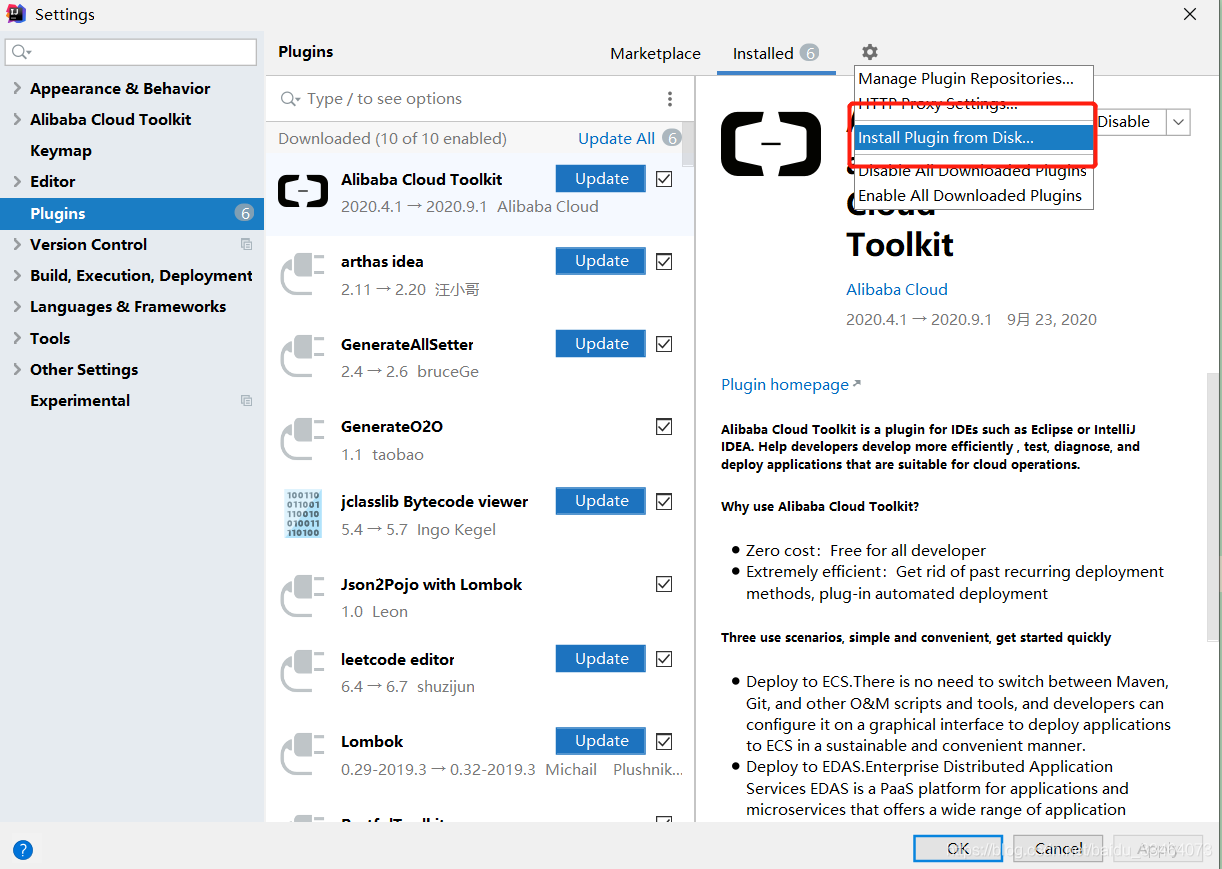 Settings
Plugins
Marketplace
Installed 6
Appearance & Behavior
Alibaba Cloud Toolkit
Keymap
Editor
Plugins 6
Version Control
Build, Execution, Deployment
Languages & Frameworks
Tools
Other Settings
Experimental
Type / to see options
Downloaded (10 of 10 enabled) Update All 6
Alibaba Cloud Toolkit Update
2020.4.1 → 2020.9.1 Alibaba Cloud
arthas idea Update
2.11 → 2.20 汪小哥
GenerateAllSetter Update
2.4 → 2.6 bruceGe
GenerateO2O
1.1 taobao
100110
011001
110010
010011
110100
jclasslib Bytecode viewer Update
5.4 → 5.7 Ingo Kegel
Json2Pojo with Lombok
1.0 Leon
leetcode editor Update
6.4 → 6.7 shuzijun
Lombok Update
0.29-2019.3 → 0.32-2019.3 Michail Plushnik...
Manage Plugin Repositories...
HTTP Proxy Settings...
Install Plugin from Disk...
Disable All Downloaded Plugins
Enable All Downloaded Plugins
Disable
Cloud
Toolkit
Alibaba Cloud
2020.4.1 → 2020.9.1 9月 23, 2020
Plugin homepage
Alibaba Cloud Toolkit is a plugin for IDEs such as Eclipse or IntelliJ
IDEA. Help developers develop more efficiently , test, diagnose, and
deploy applications that are suitable for cloud operations.
Why use Alibaba Cloud Toolkit?
● Zero cost：Free for all developer
● Extremely efficient：Get rid of past recurring deployment
methods, plug-in automated deployment
Three use scenarios, simple and convenient, get started quickly
● Deploy to ECS.There is no need to switch between Maven,
Git, and other O&M scripts and tools, and developers can
configure it on a graphical interface to deploy applications
to ECS in a sustainable and convenient manner.
● Deploy to EDAS.Enterprise Distributed Application
Services EDAS is a PaaS platform for applications and
microservices that offers a wide range of application
?
OK
Cancel
Apply